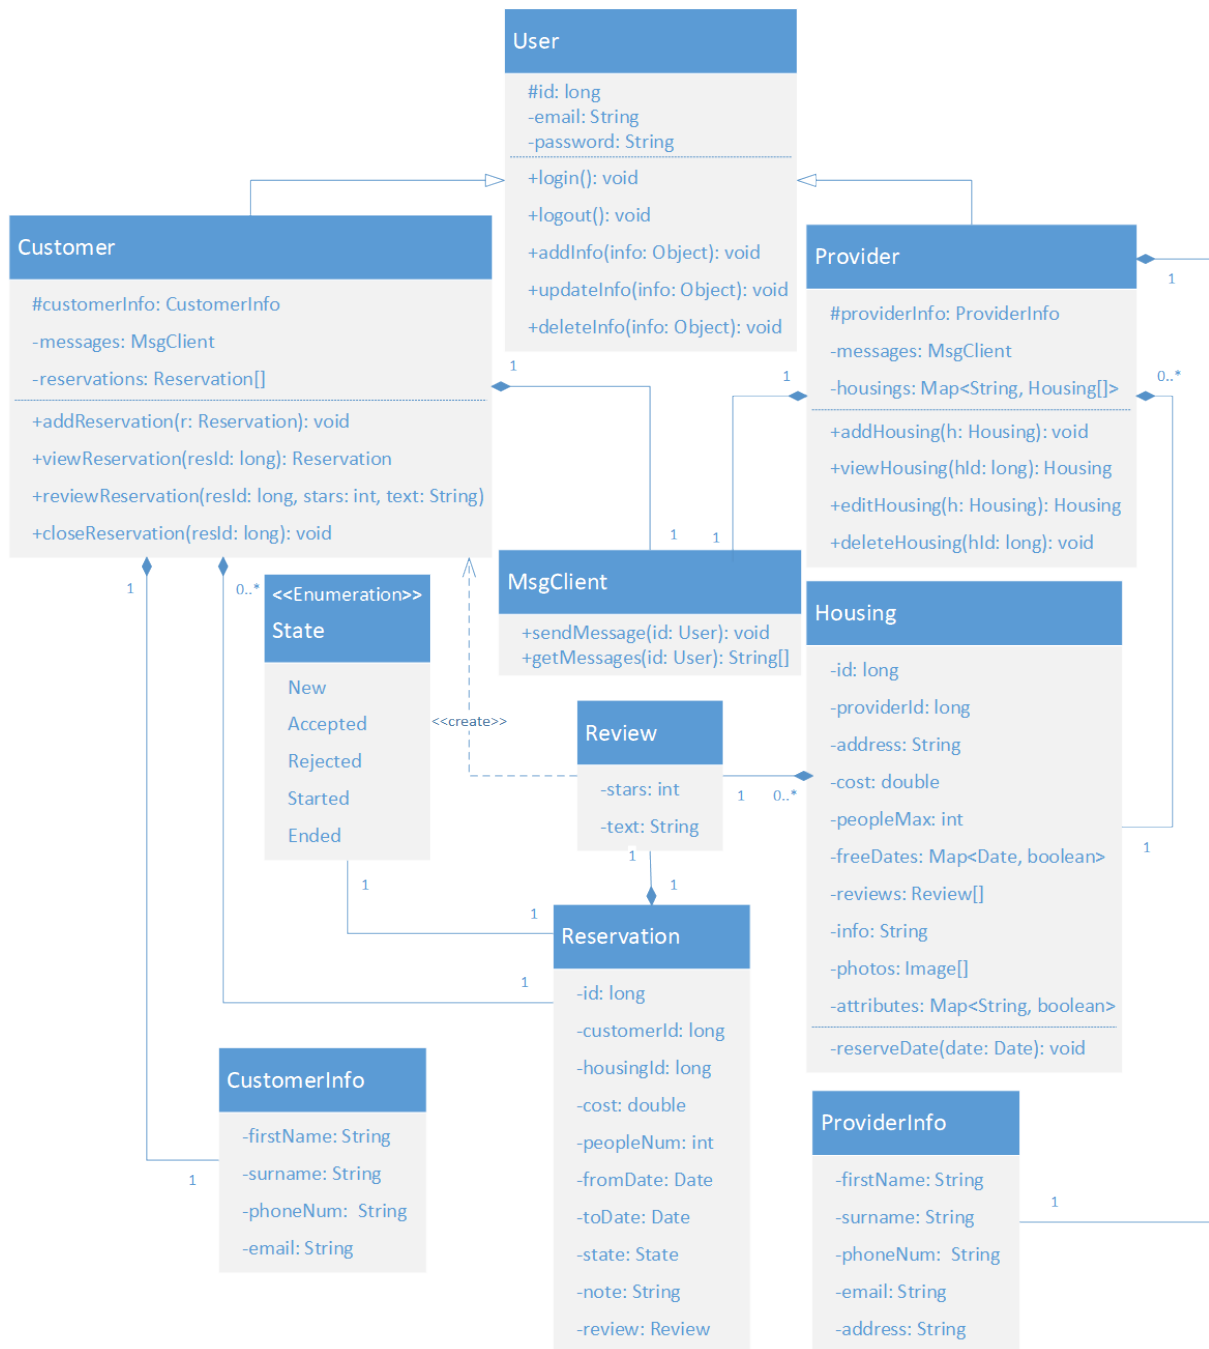 User
#id: long
-email: String
-password: String
+login(): void
+logout(): void
+addInfo(info: Object): void
+updateInfo(info: Object): void
+deleteInfo(info: Object): void
Customer
#customerInfo: CustomerInfo
-messages: MsgClient
-reservations: Reservation[]
+addReservation(r: Reservation): void
+viewReservation(resId: long): Reservation
+reviewReservation(resId: long, stars: int, text: String)
+closeReservation(resId: long): void
Provider
#providerInfo: ProviderInfo
-messages: MsgClient
-housings: Map<String, Housing[]>
+addHousing(h: Housing): void
+viewHousing(hId: long): Housing
+editHousing(h: Housing): Housing
+deleteHousing(hId: long): void
1
1
1
0..*
1
1
1
0..*
<<Enumeration>>
State
New
Accepted
Rejected
Started
Ended
<<create>>
MsgClient
+sendMessage(id: User): void
+getMessages(id: User): String[]
Review
-stars: int
-text: String
1
0..*
Housing
-id: long
-providerId: long
-address: String
-cost: double
-peopleMax: int
-freeDates: Map<Date, boolean>
-reviews: Review[]
-info: String
-photos: Image[]
-attributes: Map<String, boolean>
-reserveDate(date: Date): void
1
1
1
1
1
1
Reservation
-id: long
-customerId: long
-housingId: long
-cost: double
-peopleNum: int
-fromDate: Date
-toDate: Date
-state: State
-note: String
-review: Review
CustomerInfo
-firstName: String
-surname: String
-phoneNum: String
-email: String
1
ProviderInfo
-firstName: String
-surname: String
-phoneNum: String
-email: String
-address: String
1